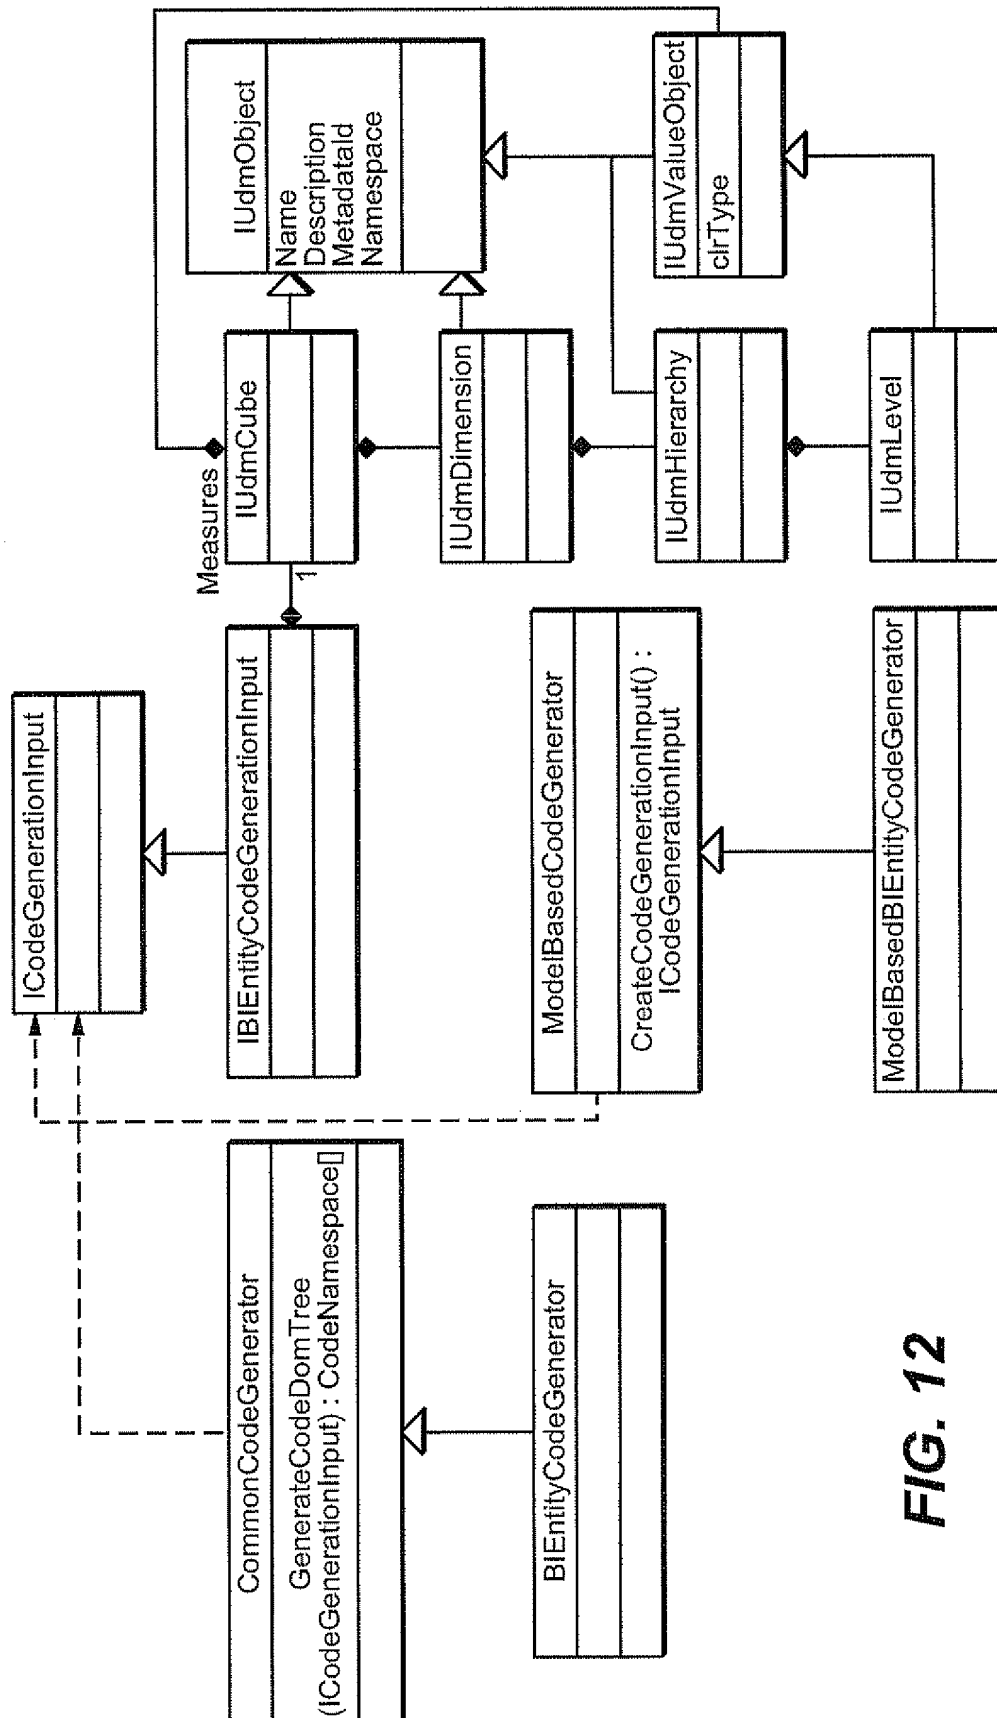 ICodeGenerationInput
CommonCodeGenerator
GenerateCodeDomTree
(ICodeGenerationInput) : CodeNamespace[]
IBIEntityCodeGenerationInput
1
Measures
IUdmCube
IUdmObject
Name
Description
MetadataId
Namespace
BIEntityCodeGenerator
ModelBasedCodeGenerator
CreateCodeGenerationInput() :
ICodeGenerationInput
IUdmDimension
IUdmHierarchy
IUdmValueObject
clrType
ModelBasedBIEntityCodeGenerator
IUdmLevel
FIG. 12